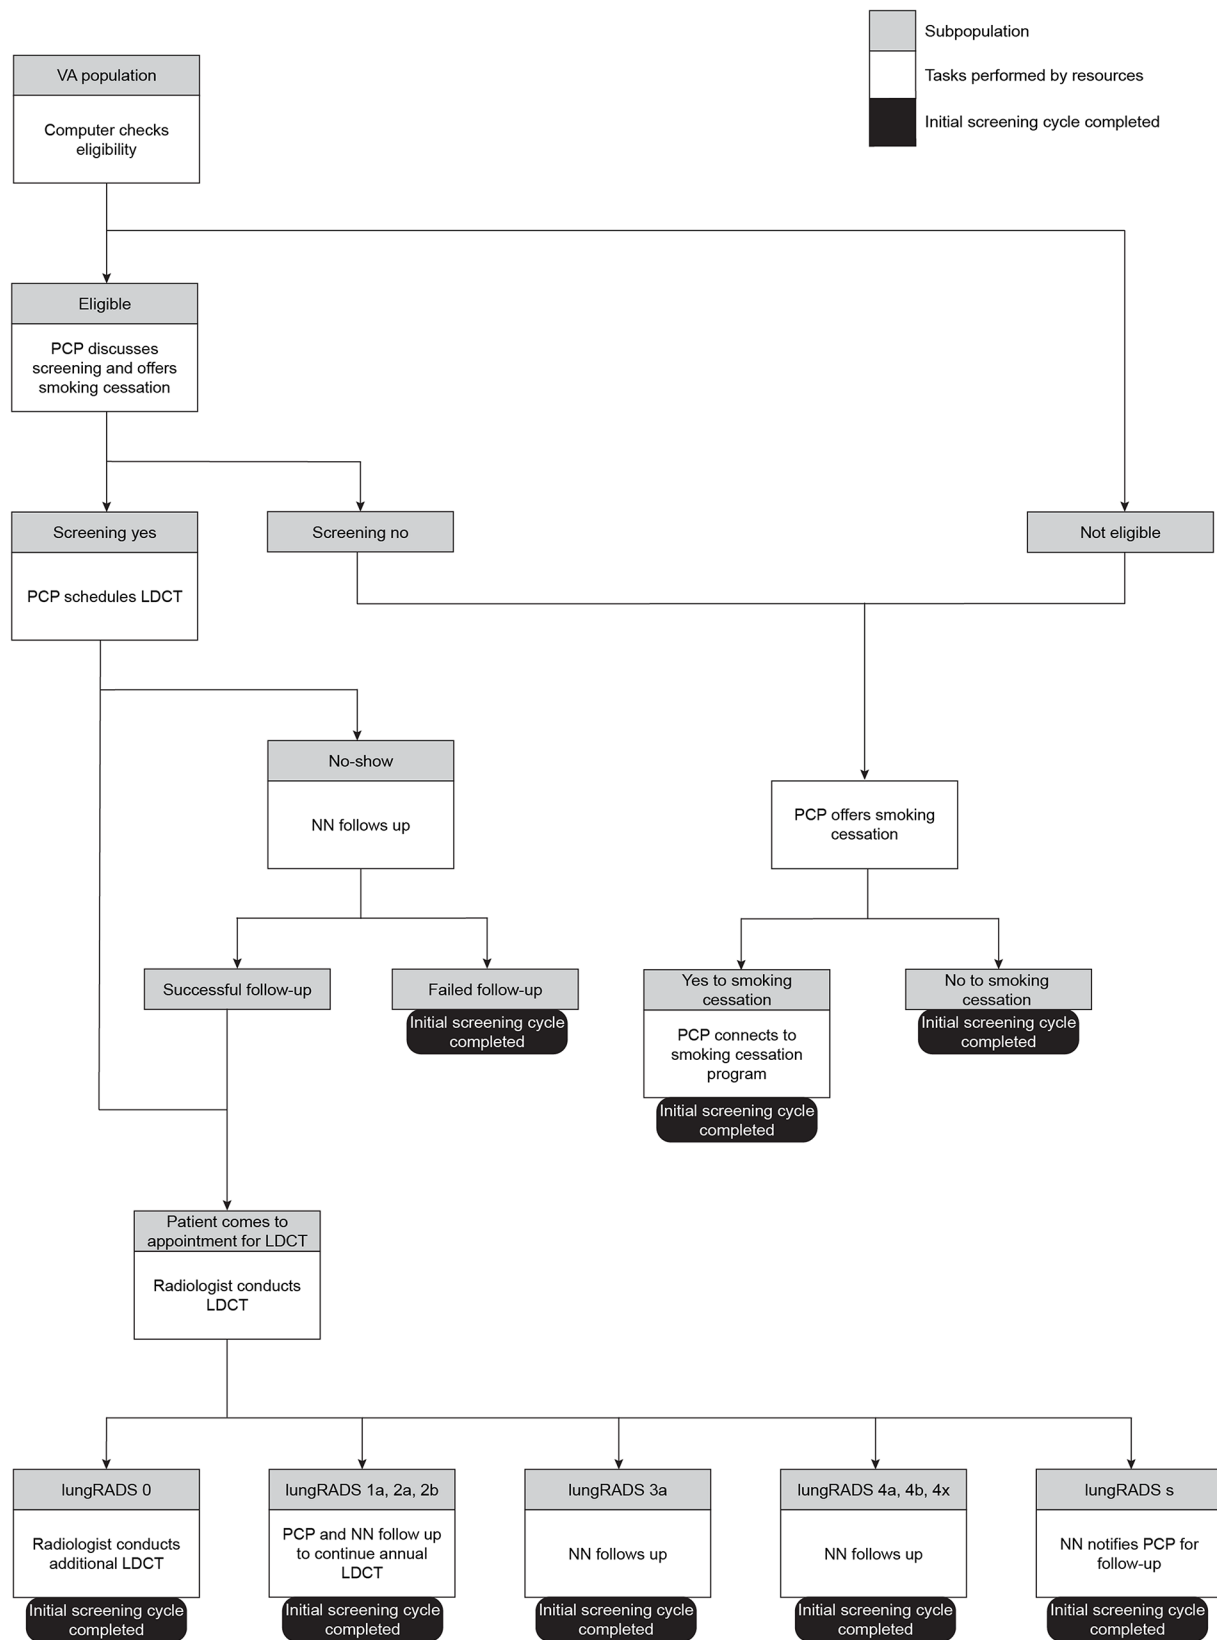 Subpopulation
Tasks performed by resources
Initial screening cycle completed
VA population
Computer checks
eligibility
Eligible
PCP discusses
screening and offers
smoking cessation
Screening yes
PCP schedules LDCT
Screening no
Not eligible
No-show
NN follows up
PCP offers smoking
cessation
Successful follow-up
Failed follow-up
Initial screening cycle
completed
Yes to smoking
cessation
PCP connects to
smoking cessation
program
Initial screening cycle
completed
No to smoking
cessation
Initial screening cycle
completed
Patient comes to
appointment for LDCT
Radiologist conducts
LDCT
lungRADS 0
Radiologist conducts
additional LDCT
Initial screening cycle
completed
lungRADS 1a, 2a, 2b
PCP and NN follow up
to continue annual
LDCT
Initial screening cycle
completed
lungRADS 3a
NN follows up
Initial screening cycle
completed
lungRADS 4a, 4b, 4x
NN follows up
Initial screening cycle
completed
lungRADS s
NN notifies PCP for
follow-up
Initial screening cycle
completed